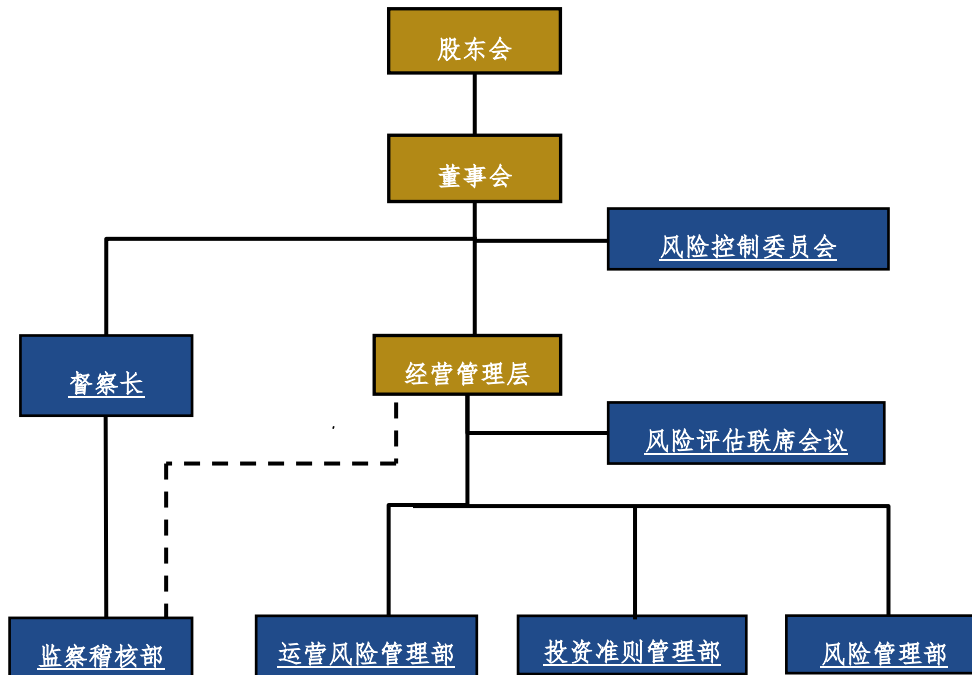 股东会
董事会
风险控制委员会
督察长
经营管理层
风险评估联席会议
监察稽核部
运营风险管理部
投资准则管理部
风险管理部